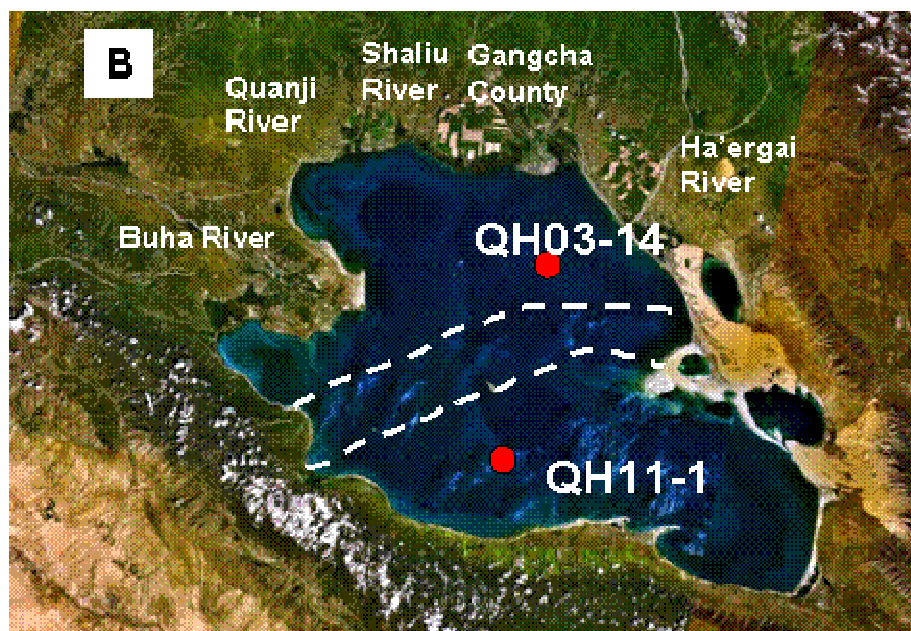 B
Shaliu
River
Gangcha
County
Quanji
River
Ha'ergai
River
Buha River
QH03-14
QH11-1